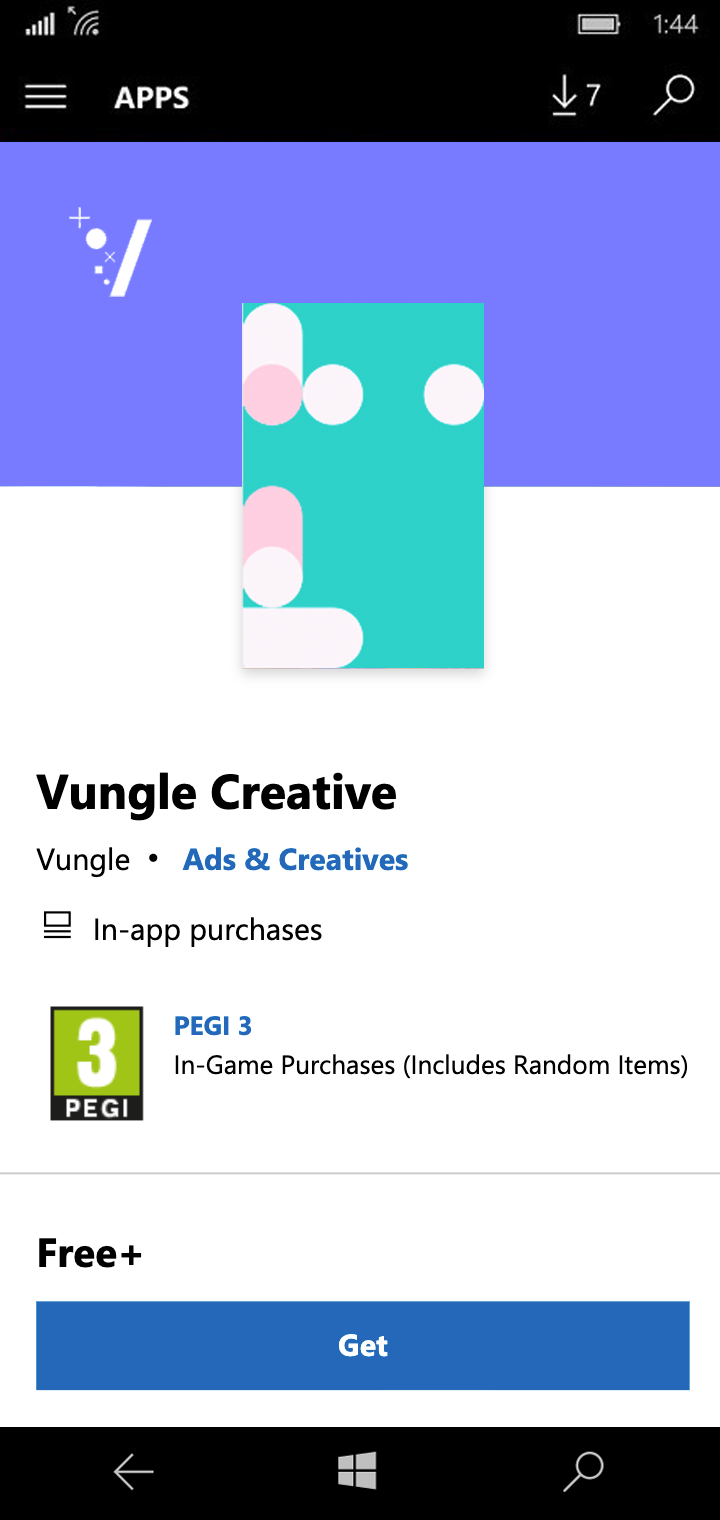 1:44
APPS
7
Vungle Creative
Vungle • Ads & Creatives
In-app purchases
3
PEGI
PEGI 3
In-Game Purchases (Includes Random Items)
Free+
Get